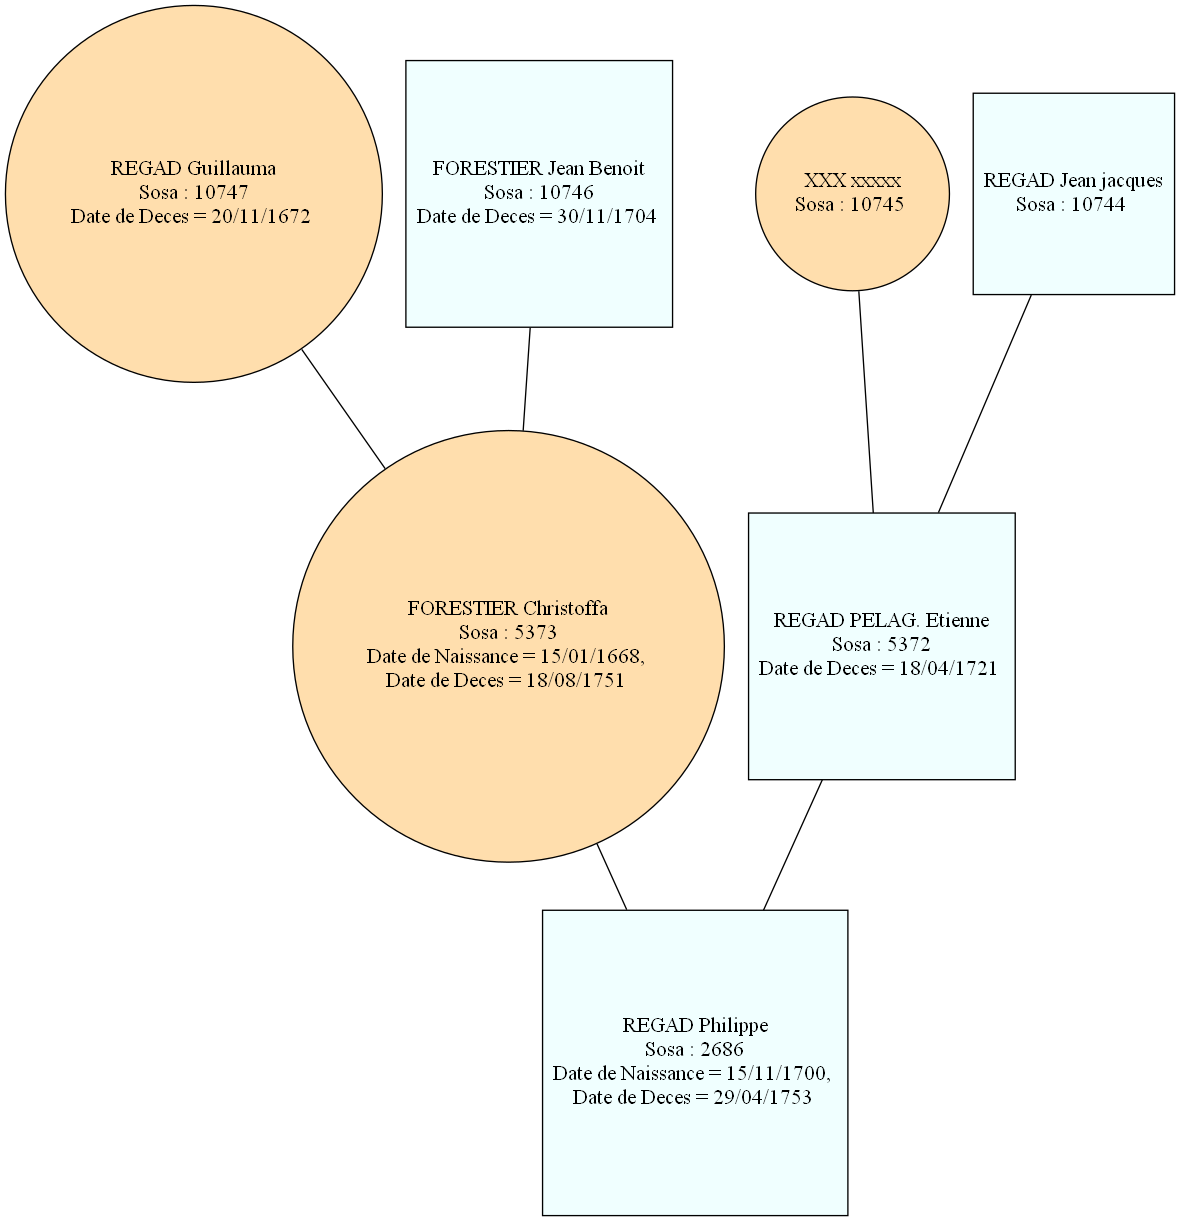 REGAD Guillauma
Sosa : 10747
Date de Deces = 20/11/1672
FORESTIER Jean Benoit
Sosa : 10746
Date de Deces = 30/11/1704
XXX xxxxx
Sosa : 10745
REGAD Jean jacques
Sosa : 10744
FORESTIER Christoffa
Sosa : 5373
Date de Naissance = 15/01/1668,
Date de Deces = 18/08/1751
REGAD PELAG. Etienne
Sosa : 5372
Date de Deces = 18/04/1721
REGAD Philippe
Sosa : 2686
Date de Naissance = 15/11/1700,
Date de Deces = 29/04/1753